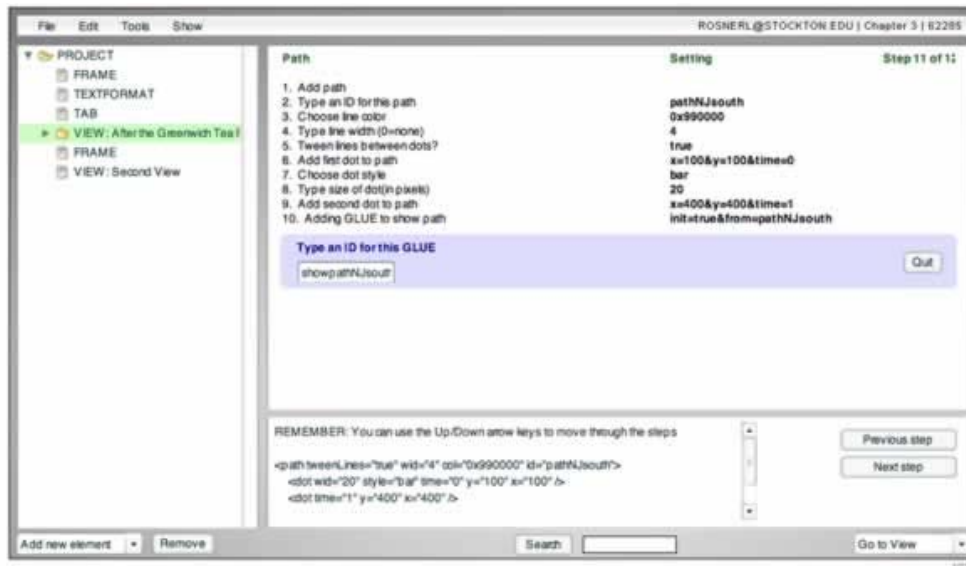 File Edit Tools Show
ROSNERL@STOCKTON.EDU | Chapter 3 | 62285
PROJECT
FRAME
TEXTFORMAT
TAB
VIEW: After the Greenwich Tea
FRAME
VIEW: Second View
Path Setting Step 11 of 12
1. Add path
2. Type an ID for this path pathNJsouth
3. Choose line color 0x990000
4. Type line width (0=none) 4
5. Tween lines between dots? true
6. Add first dot to path x=100&y=100&time=0
7. Choose dot style bar
8. Type size of dot(in pixels) 20
9. Add second dot to path x=400&y=400&time=1
10. Adding GLUE to show path init=true&from=pathNJsouth
Type an ID for this GLUE
showpathNJsout
Quit
REMEMBER: You can use the Up/Down arrow keys to move through the steps
<path tweenLines="true" wid="4" col="0x990000" id="pathNJsouth">
<dot wid="20" style="bar" time="0" y="100" x="100" />
<dot time="1" y="400" x="400" />
Previous step
Next step
Add new element Remove Search Go to View